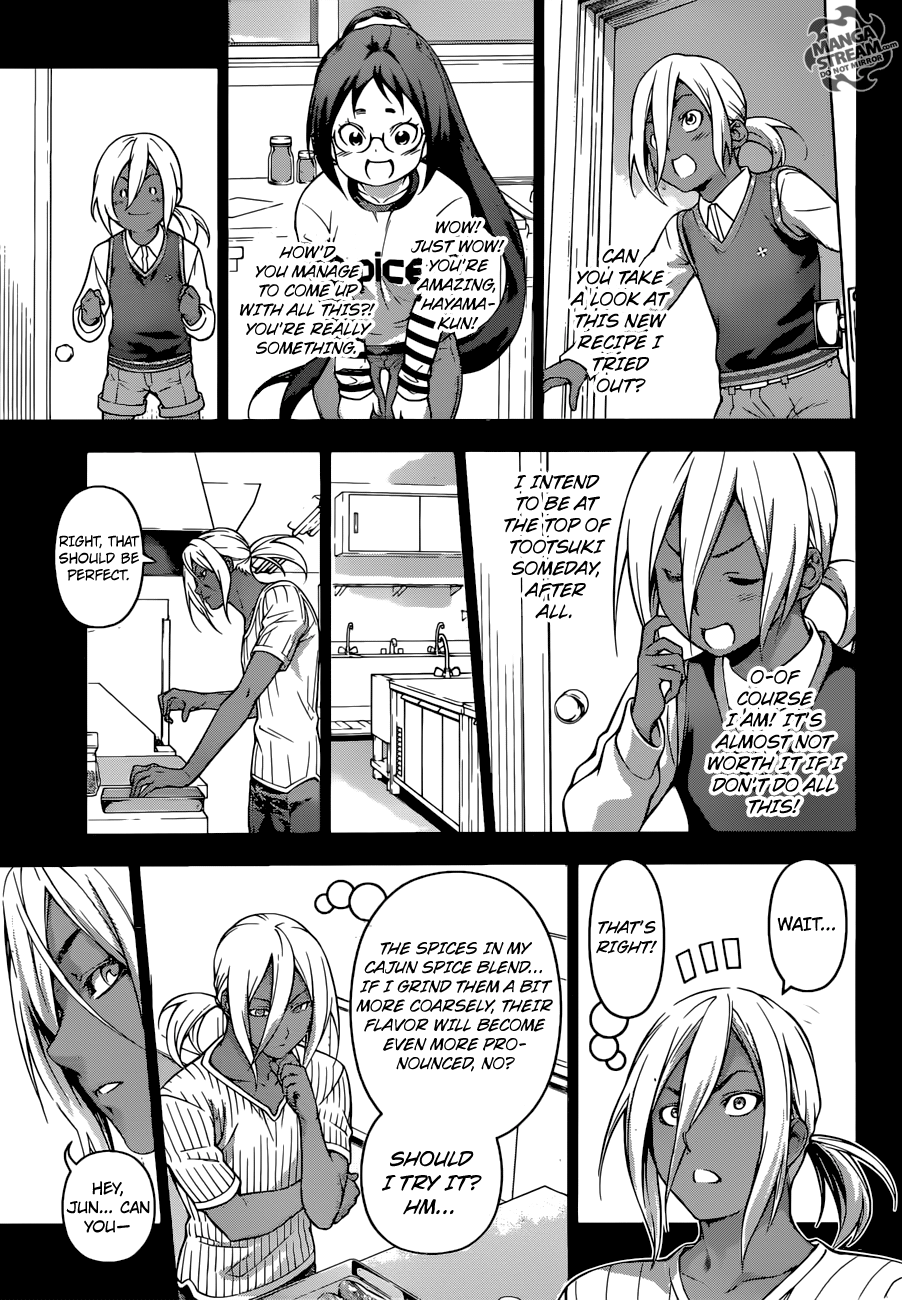 MANGA
STREAM.com
DO NOT MIRROR
CAN
YOU TAKE
A LOOK AT
THIS NEW
RECIPE I
TRIED
OUT?
WOW!
JUST WOW!
YOU'RE
AMAZING,
HAYAMA-
KUN!
HOW'D
YOU MANAGE
TO COME UP
WITH ALL THIS?!
YOU'RE REALLY
SOMETHING.
pice
O-OF
COURSE
I AM! IT'S
ALMOST NOT
WORTH IT IF I
DON'T DO ALL
THIS!
I INTEND
TO BE AT
THE TOP OF
TOOTSUKI
SOMEDAY,
AFTER
ALL.
RIGHT, THAT
SHOULD BE
PERFECT.
WAIT...
THAT'S
RIGHT!
THE SPICES IN MY
CAJUN SPICE BLEND...
IF I GRIND THEM A BIT
MORE COARSELY, THEIR
FLAVOR WILL BECOME
EVEN MORE PRO-
NOUNCED, NO?
SHOULD
I TRY IT?
HM...
HEY,
JUN... CAN
YOU—